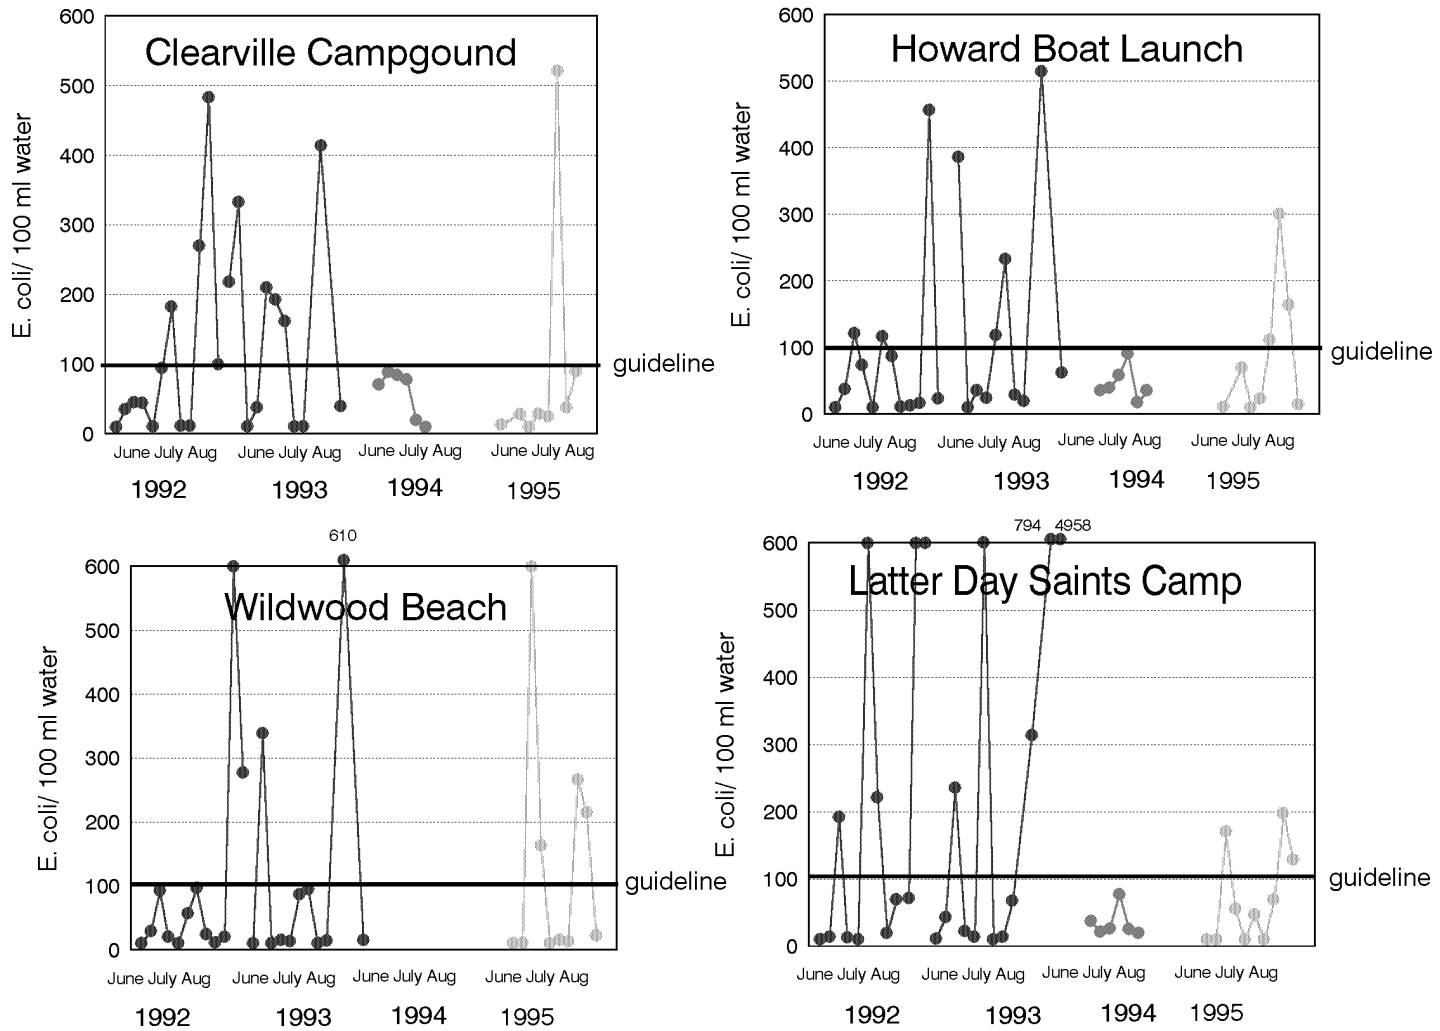 Clearville Campgound
E. coli/ 100 ml water
600
500
400
300
200
100
0
guideline
June July Aug June July Aug June July Aug June July Aug
1992 1993 1994 1995
Howard Boat Launch
E. coli/ 100 ml water
600
500
400
300
200
100
0
guideline
June July Aug June July Aug June July Aug June July Aug
1992 1993 1994 1995
610
Wildwood Beach
E. coli/ 100 ml water
600
500
400
300
200
100
0
guideline
June July Aug June July Aug June July Aug June July Aug
1992 1993 1994 1995
794 4958
Latter Day Saints Camp
E. coli/ 100 ml water
600
500
400
300
200
100
0
guideline
June July Aug June July Aug June July Aug June July Aug
1992 1993 1994 1995